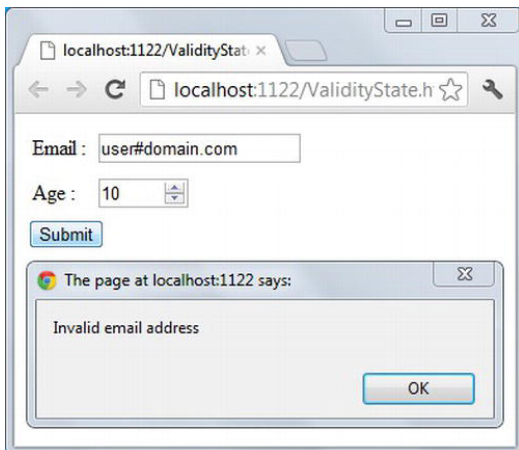 localhost:1122/ValidityStat
localhost:1122/ValidityState.h
Email : user#domain.com
Age : 10
Submit
The page at localhost:1122 says:
Invalid email address
OK